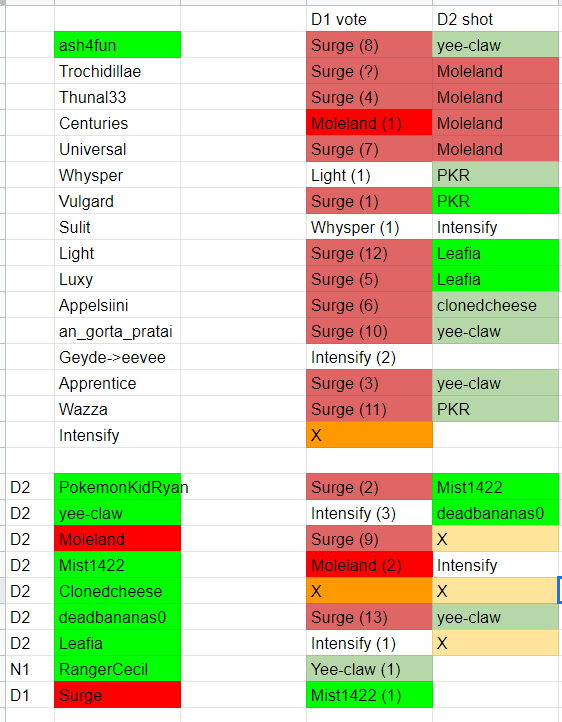 D1 vote D2 shot
ash4fun Surge (8) yee-claw
Trochidillae Surge (?) Moleland
Thunal33 Surge (4) Moleland
Centuries Moleland (1) Moleland
Universal Surge (7) Moleland
Whysper Light (1) PKR
Vulgard Surge (1) PKR
Sulit Whysper (1) Intensify
Light Surge (12) Leafia
Luxy Surge (5) Leafia
Appelsiini Surge (6) clonedcheese
an_gorta_pratai Surge (10) yee-claw
Geyde->eevee Intensify (2)
Apprentice Surge (3) yee-claw
Wazza Surge (11) PKR
Intensify X
D2 PokemonKidRyan Surge (2) Mist1422
D2 yee-claw Intensify (3) deadbananas0
D2 Moleland Surge (9) X
D2 Mist1422 Moleland (2) Intensify
D2 Clonedcheese X X
D2 deadbananas0 Surge (13) yee-claw
D2 Leafia Intensify (1) X
N1 RangerCecil Yee-claw (1)
D1 Surge Mist1422 (1)